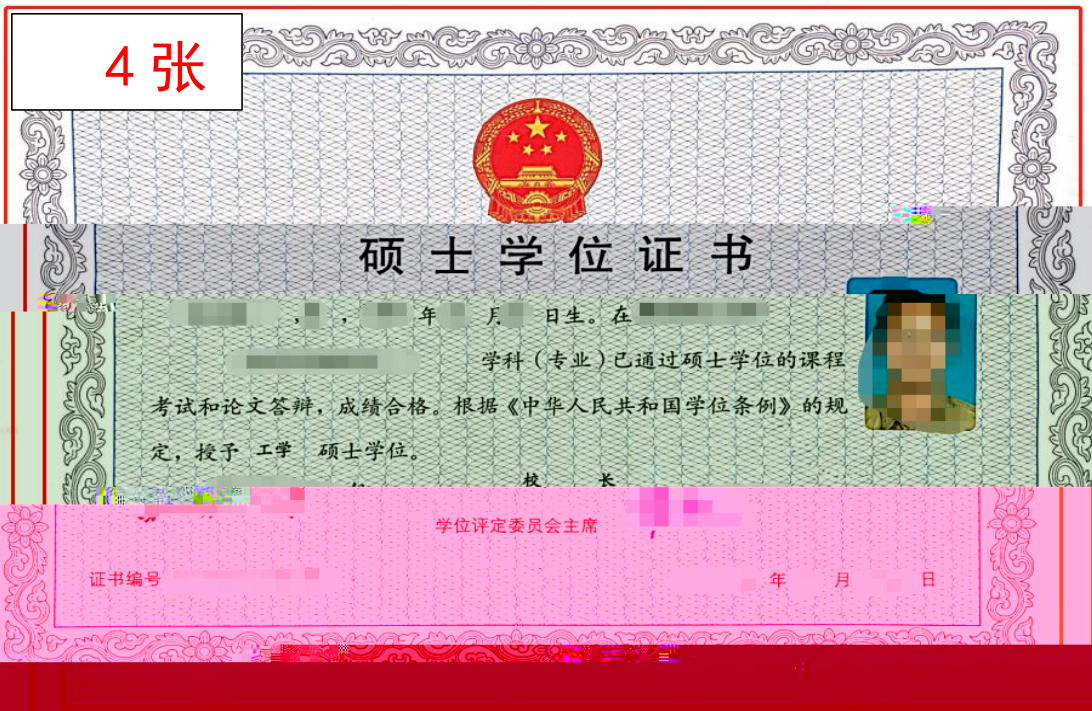 4 张
硕士学位证书
, , 年 月 日生。在
学科(专业)已通过硕士学位的课程
考试和论文答辩,成绩合格。根据《中华人民共和国学位条例》的规
定,授予 工学 硕士学位。
校 长
学位评定委员会主席
证书编号 年 月 日